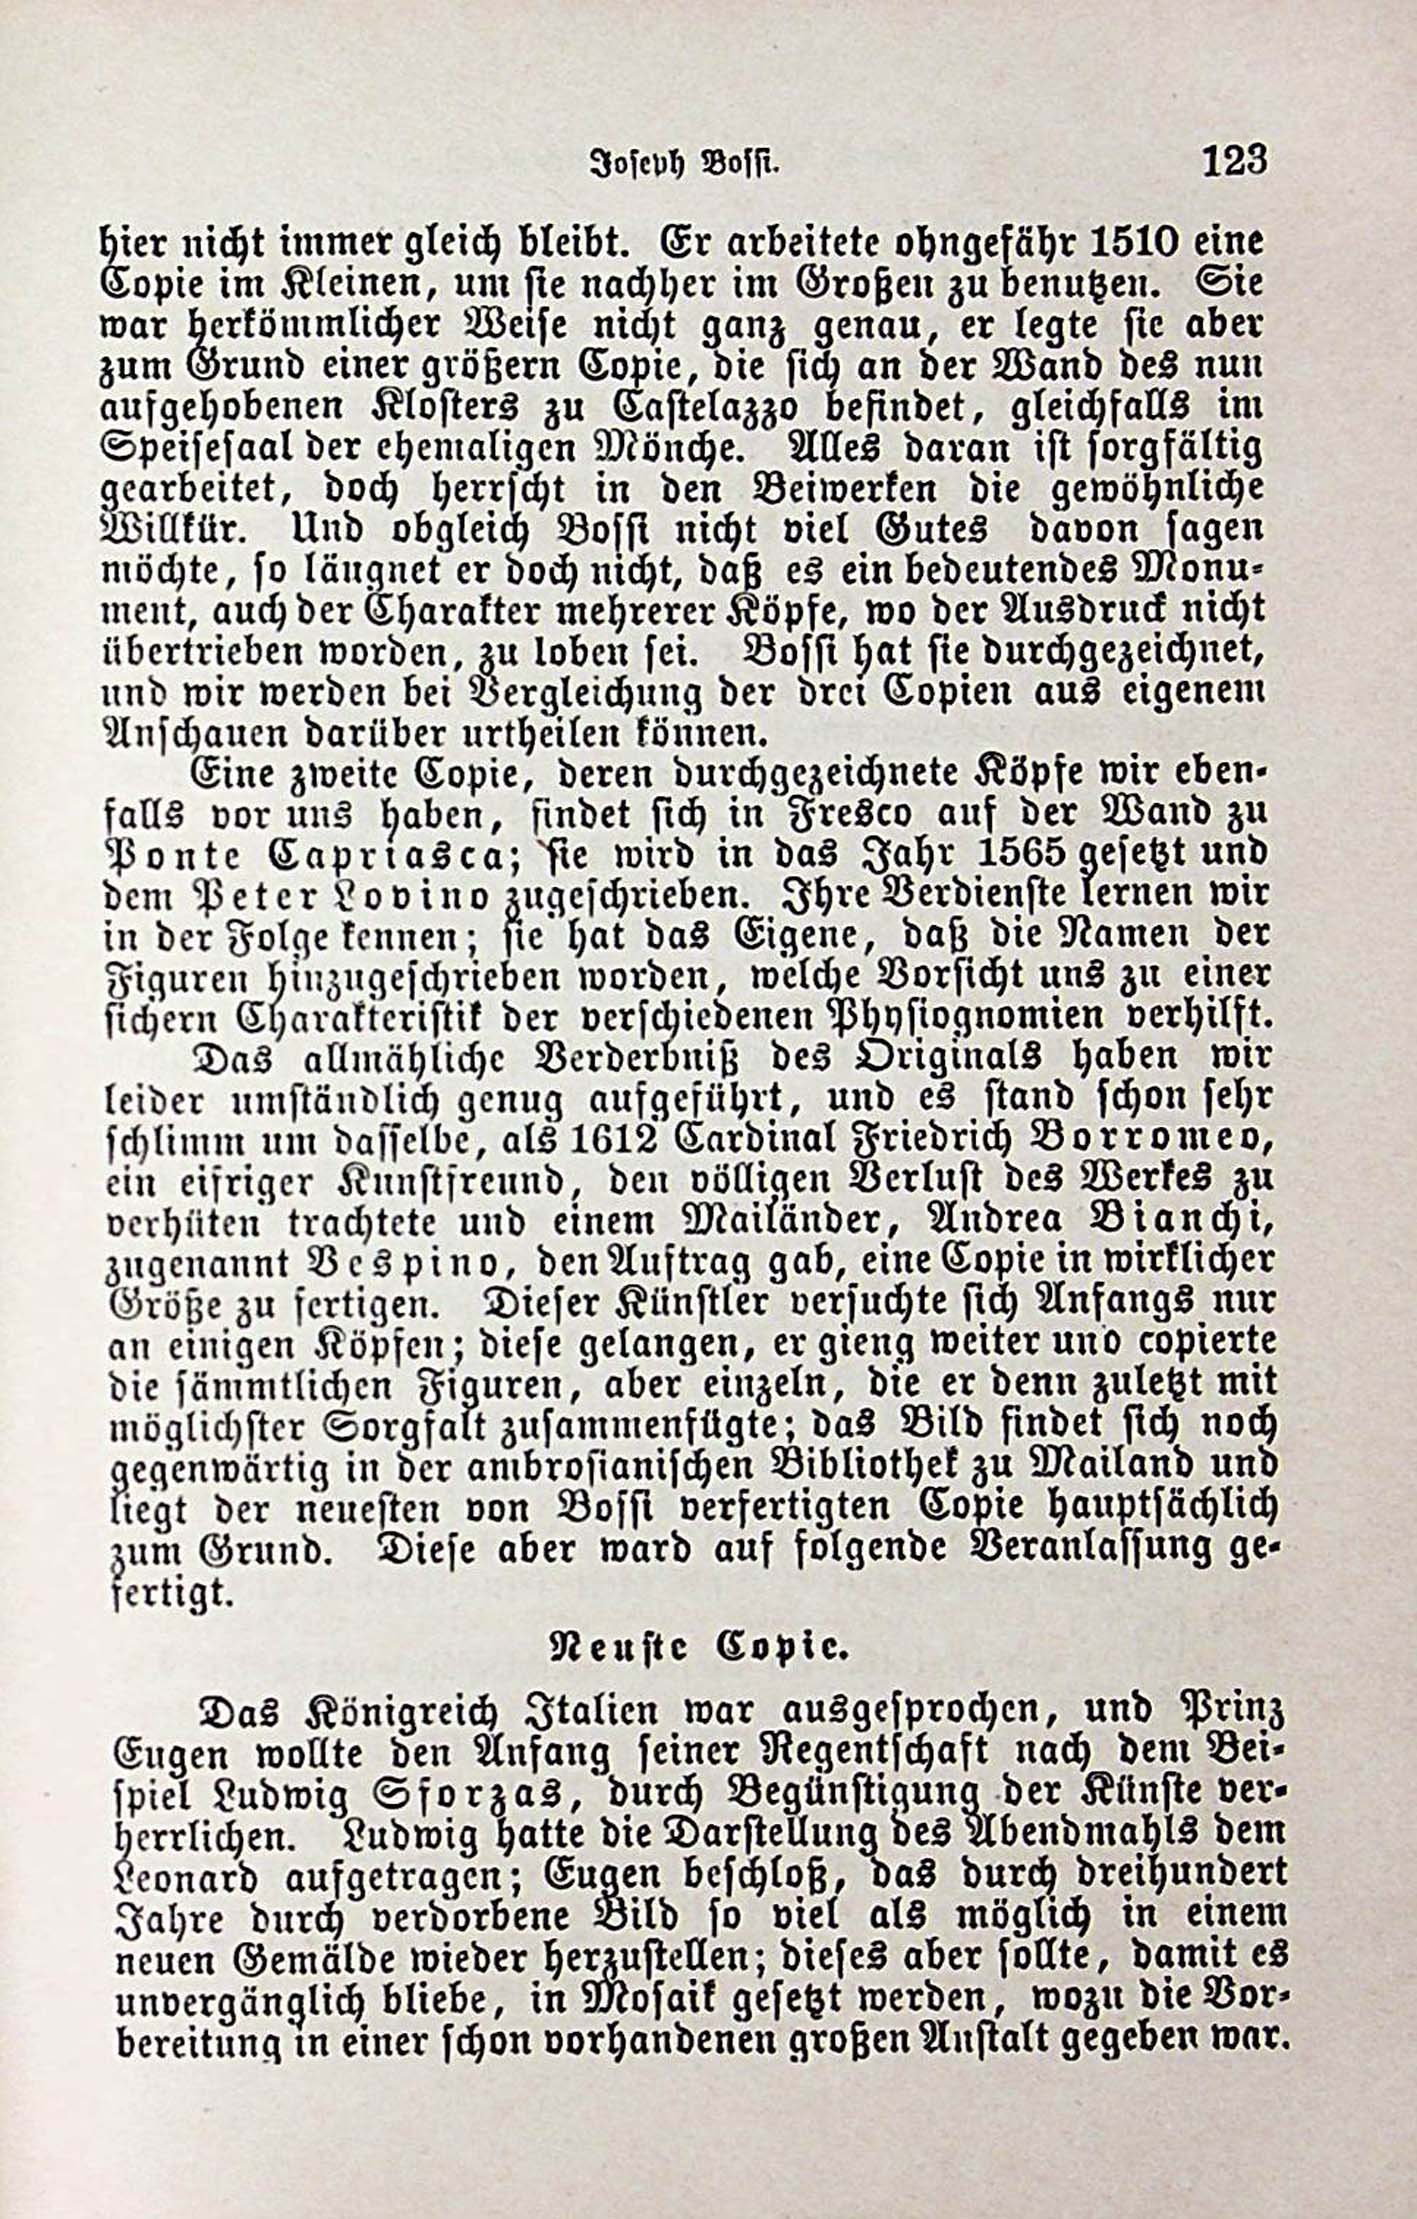 Joseph Bossi. 123
hier nicht immer gleich bleibt. Er arbeitete ohngefähr 1510 eine
Copie im Kleinen, um sie nachher im Großen zu benutzen. Sie
war herkömmlicher Weise nicht ganz genau, er legte sie aber
zum Grund einer größern Copie, die sich an der Wand des nun
aufgehobenen Klosters zu Castelazzo befindet, gleichfalls im
Speisesaal der ehemaligen Mönche. Alles daran ist sorgfältig
gearbeitet, doch herrscht in den Beiwerken die gewöhnliche
Willkür. Und obgleich Bossi nicht viel Gutes davon sagen
möchte, so läugnet er doch nicht, daß es ein bedeutendes Monu-
ment, auch der Charakter mehrerer Köpfe, wo der Ausdruck nicht
übertrieben worden, zu loben sei. Bossi hat sie durchgezeichnet,
und wir werden bei Vergleichung der drei Copien aus eigenem
Anschauen darüber urtheilen können.
Eine zweite Copie, deren durchgezeichnete Köpfe wir eben-
falls vor uns haben, findet sich in Fresco auf der Wand zu
Ponte Capriasca; sie wird in das Jahr 1565 gesetzt und
dem Peter Lovino zugeschrieben. Ihre Verdienste lernen wir
in der Folge kennen; sie hat das Eigene, daß die Namen der
Figuren hinzugeschrieben worden, welche Vorsicht uns zu einer
sichern Charakteristik der verschiedenen Physiognomien verhilft.
Das allmähliche Verderbniß des Originals haben wir
leider umständlich genug aufgeführt, und es stand schon sehr
schlimm um dasselbe, als 1612 Cardinal Friedrich Borromeo,
ein eifriger Kunstfreund, den völligen Verlust des Werkes zu
verhüten trachtete und einem Mailänder, Andrea Bianchi,
zugenannt Vespino, den Auftrag gab, eine Copie in wirklicher
Größe zu fertigen. Dieser Künstler versuchte sich Anfangs nur
an einigen Köpfen; diese gelangen, er gieng weiter und copierte
die sämmtlichen Figuren, aber einzeln, die er denn zuletzt mit
möglichster Sorgfalt zusammenfügte; das Bild findet sich noch
gegenwärtig in der ambrosianischen Bibliothek zu Mailand und
liegt der neuesten von Bossi verfertigten Copie hauptsächlich
zum Grund. Diese aber ward auf folgende Veranlassung ge-
fertigt.
Neuste Copie.
Das Königreich Italien war ausgesprochen, und Prinz
Eugen wollte den Anfang seiner Regentschaft nach dem Bei-
spiel Ludwig Sforzas, durch Begünstigung der Künste ver-
herrlichen. Ludwig hatte die Darstellung des Abendmahls dem
Leonard aufgetragen; Eugen beschloß, das durch dreihundert
Jahre durch verdorbene Bild so viel als möglich in einem
neuen Gemälde wieder herzustellen; dieses aber sollte, damit es
unvergänglich bliebe, in Mosaik gesetzt werden, wozu die Vor-
bereitung in einer schon vorhandenen großen Anstalt gegeben war.